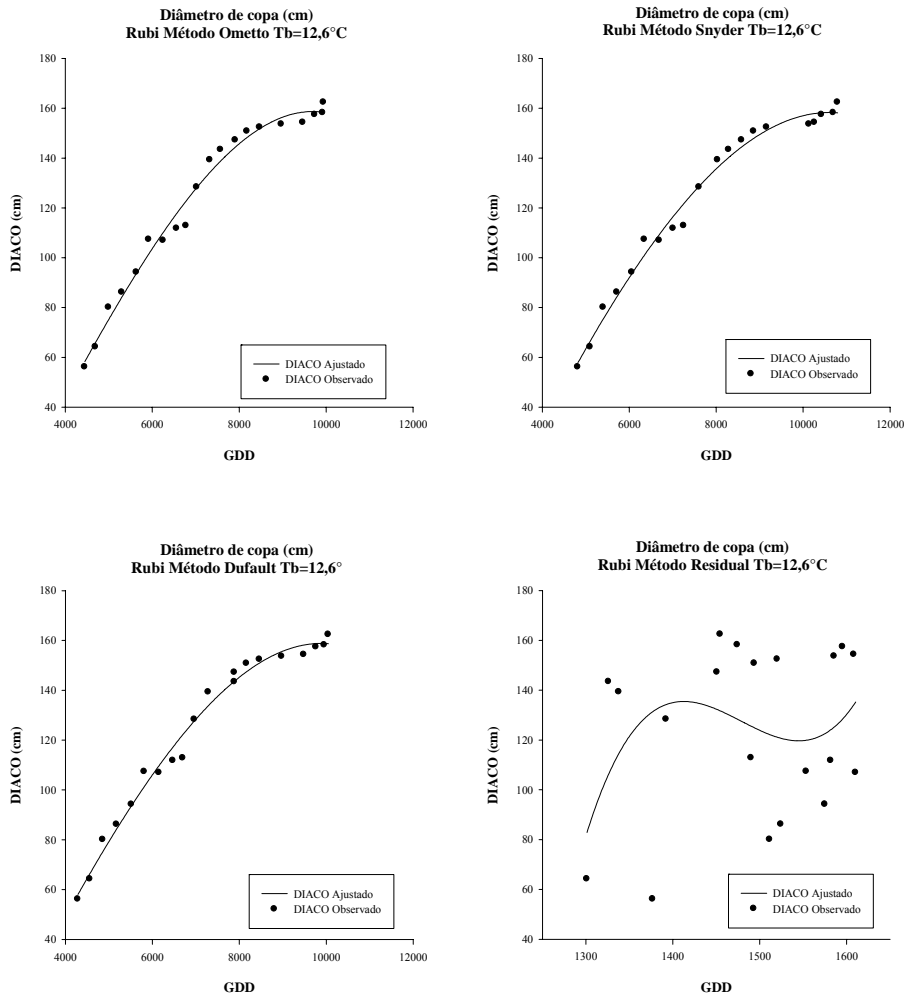 Diâmetro de copa (cm)
Rubi Método Ometto Tb=12,6°C
180
160
140
120
100
80
60
40
DIACO (cm)
DIACO Ajustado
DIACO Observado
4000 6000 8000 10000 12000
GDD
Diâmetro de copa (cm)
Rubi Método Snyder Tb=12,6°C
180
160
140
120
100
80
60
40
DIACO (cm)
DIACO Ajustado
DIACO Observado
4000 6000 8000 10000 12000
GDD
Diâmetro de copa (cm)
Rubi Método Dufault Tb=12,6°
180
160
140
120
100
80
60
40
DIACO (cm)
DIACO Ajustado
DIACO Observado
4000 6000 8000 10000 12000
GDD
Diâmetro de copa (cm)
Rubi Método Residual Tb=12,6°C
180
160
140
120
100
80
60
40
DIACO (cm)
DIACO Ajustado
DIACO Observado
1300 1400 1500 1600
GDD